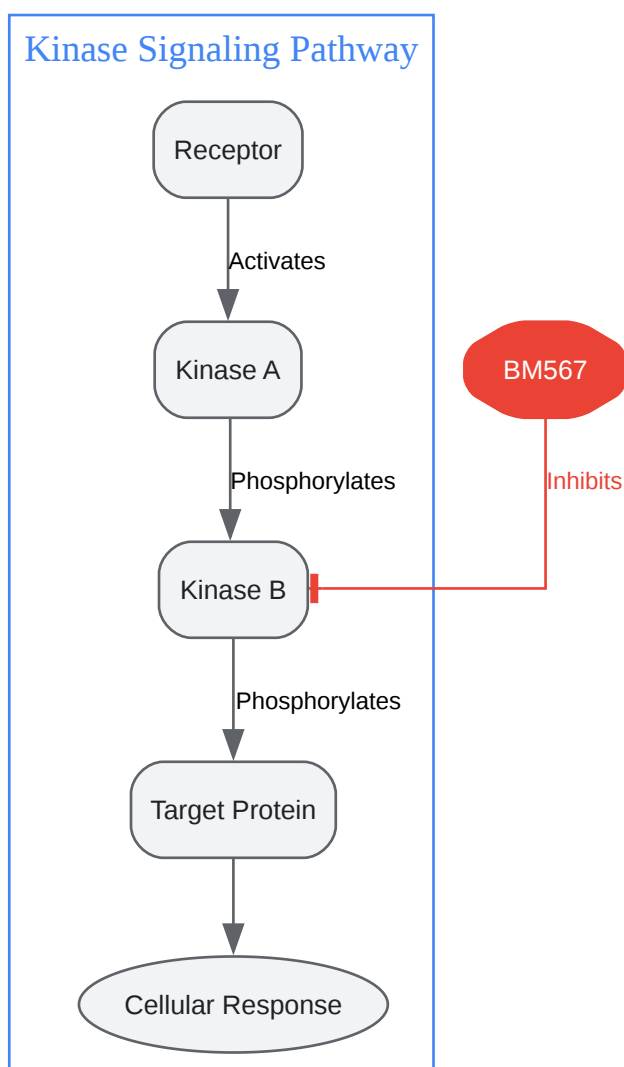 Kinase Signaling Pathway
Receptor
Activates
Kinase A
BM567
Phosphorylates
Inhibits
Kinase B
Phosphorylates
Target Protein
Cellular Response